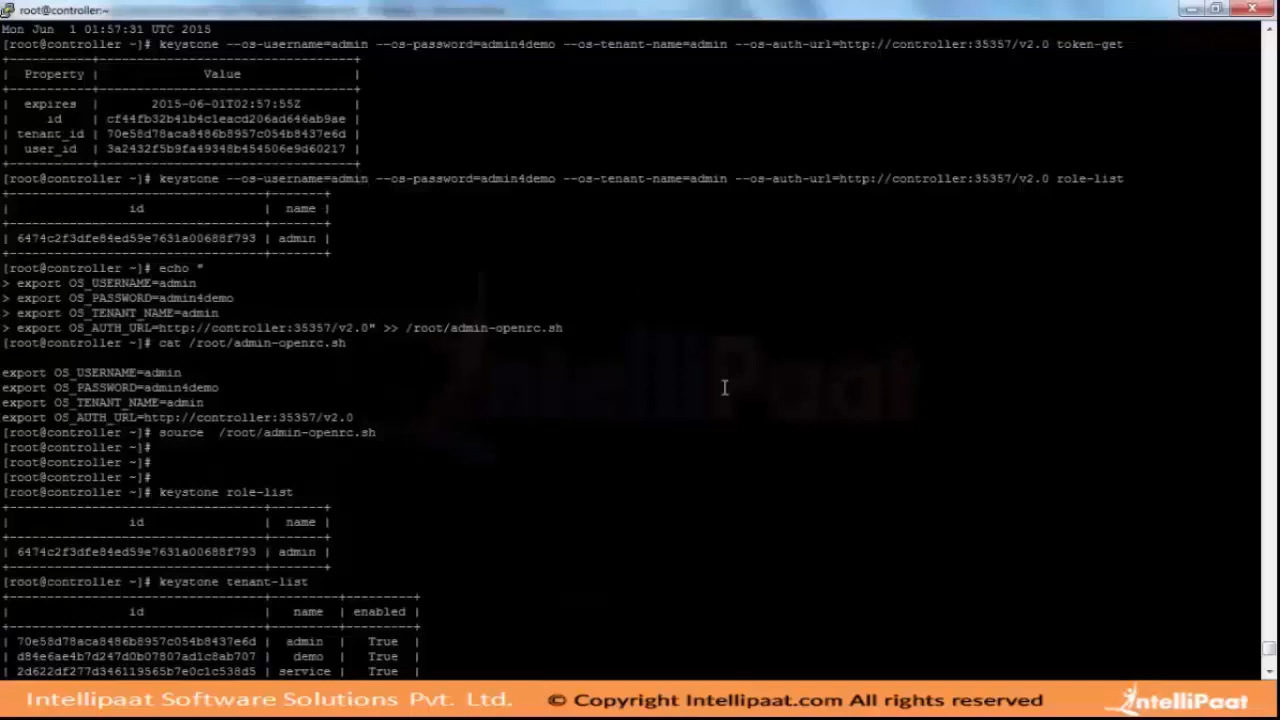 root@controller:~
Mon Jun  1 01:57:31 UTC 2015
[root@controller ~]# keystone --os-username=admin --os-password=admin4demo --os-tenant-name=admin --os-auth-url=http://controller:35357/v2.0 token-get
+-----------+----------------------------------+
| Property | Value |
+-----------+----------------------------------+
| expires | 2015-06-01T02:57:55Z
| id | cf44fb32b41b4c1eacd206ad646ab9ae |
| tenant_id | 70e58d78aca8486b8957c054b8437e6d |
| user_id | 3a2432f5b9fa49348b454506e9d60217 |
+-----------+----------------------------------+
[root@controller ~]# keystone --os-username=admin --os-password=admin4demo --os-tenant-name=admin --os-auth-url=http://controller:35357/v2.0 role-list
+----------------------------------+-------+
| id | name |
+----------------------------------+-------+
| 6474c2f3dfe84ed59e7631a00688f793 | admin |
+----------------------------------+-------+
[root@controller ~]# echo "
> export OS_USERNAME=admin
> export OS_PASSWORD=admin4demo
> export OS_TENANT_NAME=admin
> export OS_AUTH_URL=http://controller:35357/v2.0" >> /root/admin-openrc.sh
[root@controller ~]# cat /root/admin-openrc.sh
export OS_USERNAME=admin
export OS_PASSWORD=admin4demo
export OS_TENANT_NAME=admin
export OS_AUTH_URL=http://controller:35357/v2.0
[root@controller ~]# source  /root/admin-openrc.sh
[root@controller ~]#
[root@controller ~]#
[root@controller ~]#
[root@controller ~]# keystone role-list
+----------------------------------+-------+
| id | name |
+----------------------------------+-------+
| 6474c2f3dfe84ed59e7631a00688f793 | admin |
+----------------------------------+-------+
[root@controller ~]# keystone tenant-list
+----------------------------------+---------+---------+
| id | name | enabled |
+----------------------------------+---------+---------+
| 70e58d78aca8486b8957c054b8437e6d | admin | True
| d84e6ae4b7d247d0b07807ad1c8ab707 | demo | True
| 2d622df277d346119565b7e0c1c538d5 | service | True
Intellipaat Software Solutions Pvt. Ltd. © Copyright Intellipaat.com All rights reserved
IntelliPaat